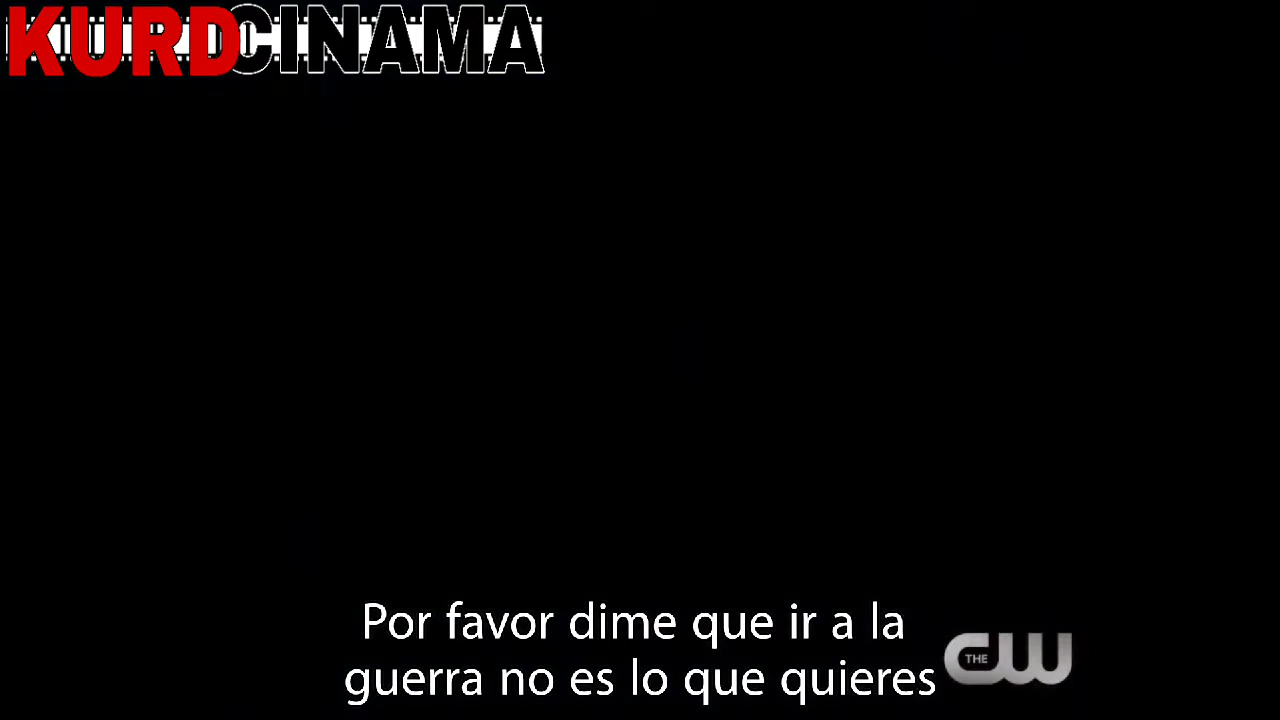 KURDCINAMA
Por favor dime que ir a la
guerra no es lo que quieres
THE CW